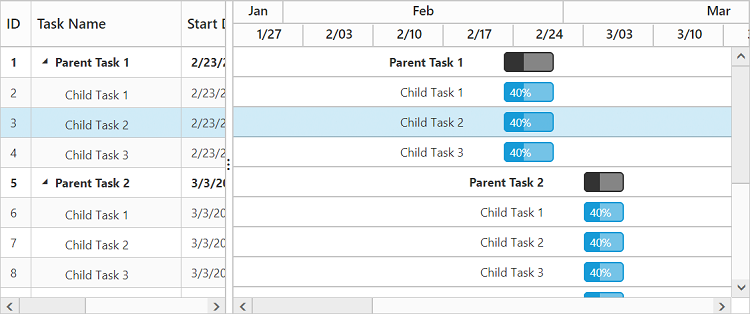 Jan Feb Mar
ID Task Name Start D
1/27 2/03 2/10 2/17 2/24 3/03 3/10
1 Parent Task 1 2/23/2 Parent Task 1
2 Child Task 1 2/23/2 Child Task 1 40%
3 Child Task 2 2/23/2 Child Task 2 40%
4 Child Task 3 2/23/2 Child Task 3 40%
5 Parent Task 2 3/3/20 Parent Task 2
6 Child Task 1 3/3/20 Child Task 1 40%
7 Child Task 2 3/3/20 Child Task 2 40%
8 Child Task 3 3/3/20 Child Task 3 40%